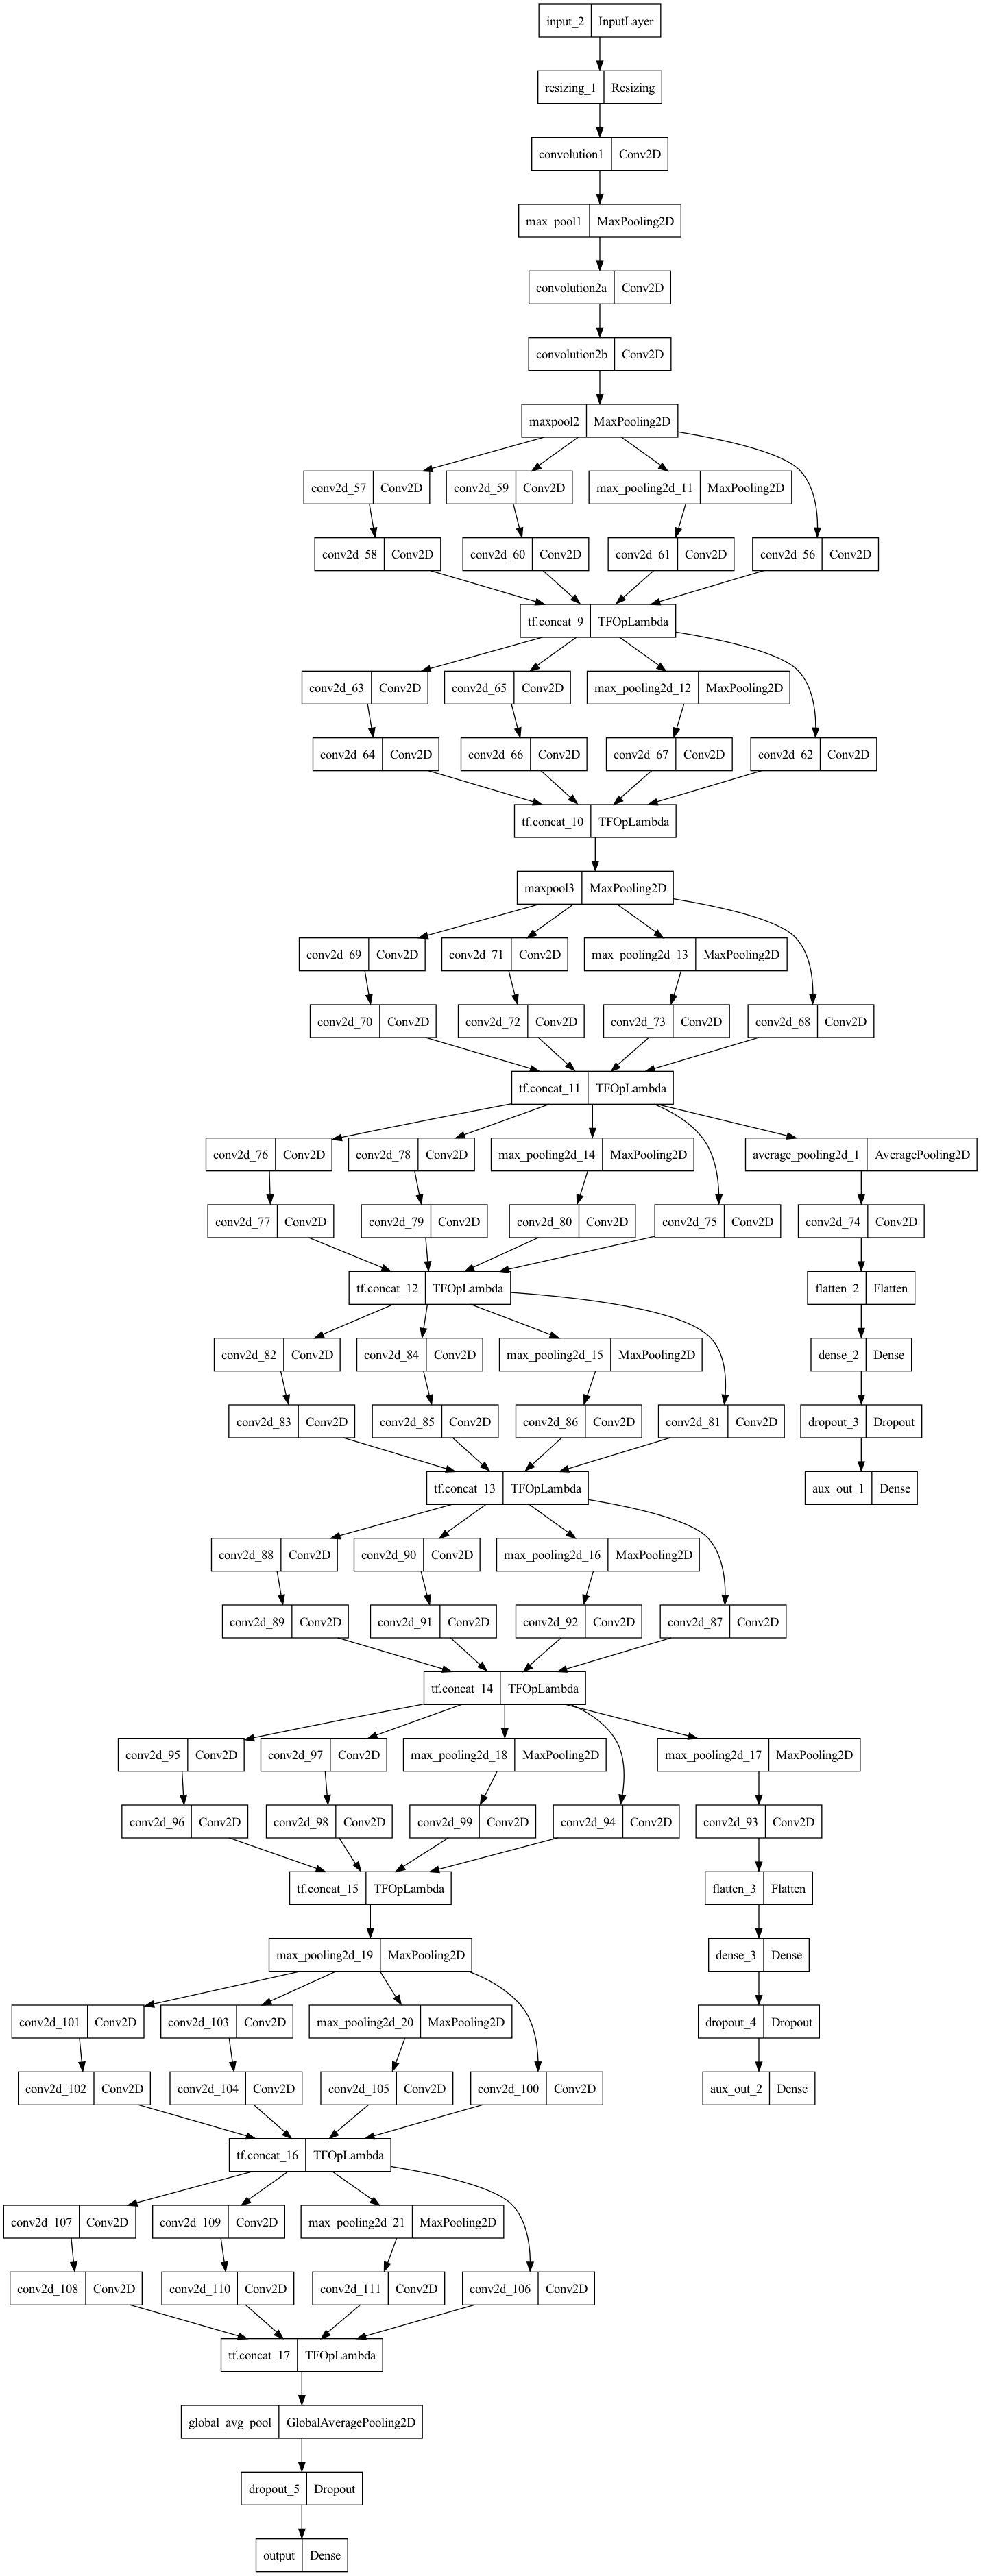 input_2 InputLayer
resizing_1 Resizing
convolution1 Conv2D
max_pool1 MaxPooling2D
convolution2a Conv2D
convolution2b Conv2D
maxpool2 MaxPooling2D
conv2d_57 Conv2D conv2d_59 Conv2D max_pooling2d_11 MaxPooling2D
conv2d_58 Conv2D conv2d_60 Conv2D conv2d_61 Conv2D conv2d_56 Conv2D
tf.concat_9 TFOpLambda
conv2d_63 Conv2D conv2d_65 Conv2D max_pooling2d_12 MaxPooling2D
conv2d_64 Conv2D conv2d_66 Conv2D conv2d_67 Conv2D conv2d_62 Conv2D
tf.concat_10 TFOpLambda
maxpool3 MaxPooling2D
conv2d_69 Conv2D conv2d_71 Conv2D max_pooling2d_13 MaxPooling2D
conv2d_70 Conv2D conv2d_72 Conv2D conv2d_73 Conv2D conv2d_68 Conv2D
tf.concat_11 TFOpLambda
conv2d_76 Conv2D conv2d_78 Conv2D max_pooling2d_14 MaxPooling2D average_pooling2d_1 AveragePooling2D
conv2d_77 Conv2D conv2d_79 Conv2D conv2d_80 Conv2D conv2d_75 Conv2D conv2d_74 Conv2D
tf.concat_12 TFOpLambda flatten_2 Flatten
conv2d_82 Conv2D conv2d_84 Conv2D max_pooling2d_15 MaxPooling2D dense_2 Dense
conv2d_83 Conv2D conv2d_85 Conv2D conv2d_86 Conv2D conv2d_81 Conv2D dropout_3 Dropout
tf.concat_13 TFOpLambda aux_out_1 Dense
conv2d_88 Conv2D conv2d_90 Conv2D max_pooling2d_16 MaxPooling2D
conv2d_89 Conv2D conv2d_91 Conv2D conv2d_92 Conv2D conv2d_87 Conv2D
tf.concat_14 TFOpLambda
conv2d_95 Conv2D conv2d_97 Conv2D max_pooling2d_18 MaxPooling2D max_pooling2d_17 MaxPooling2D
conv2d_96 Conv2D conv2d_98 Conv2D conv2d_99 Conv2D conv2d_94 Conv2D conv2d_93 Conv2D
tf.concat_15 TFOpLambda flatten_3 Flatten
max_pooling2d_19 MaxPooling2D dense_3 Dense
conv2d_101 Conv2D conv2d_103 Conv2D max_pooling2d_20 MaxPooling2D dropout_4 Dropout
conv2d_102 Conv2D conv2d_104 Conv2D conv2d_105 Conv2D conv2d_100 Conv2D aux_out_2 Dense
tf.concat_16 TFOpLambda
conv2d_107 Conv2D conv2d_109 Conv2D max_pooling2d_21 MaxPooling2D
conv2d_108 Conv2D conv2d_110 Conv2D conv2d_111 Conv2D conv2d_106 Conv2D
tf.concat_17 TFOpLambda
global_avg_pool GlobalAveragePooling2D
dropout_5 Dropout
output Dense